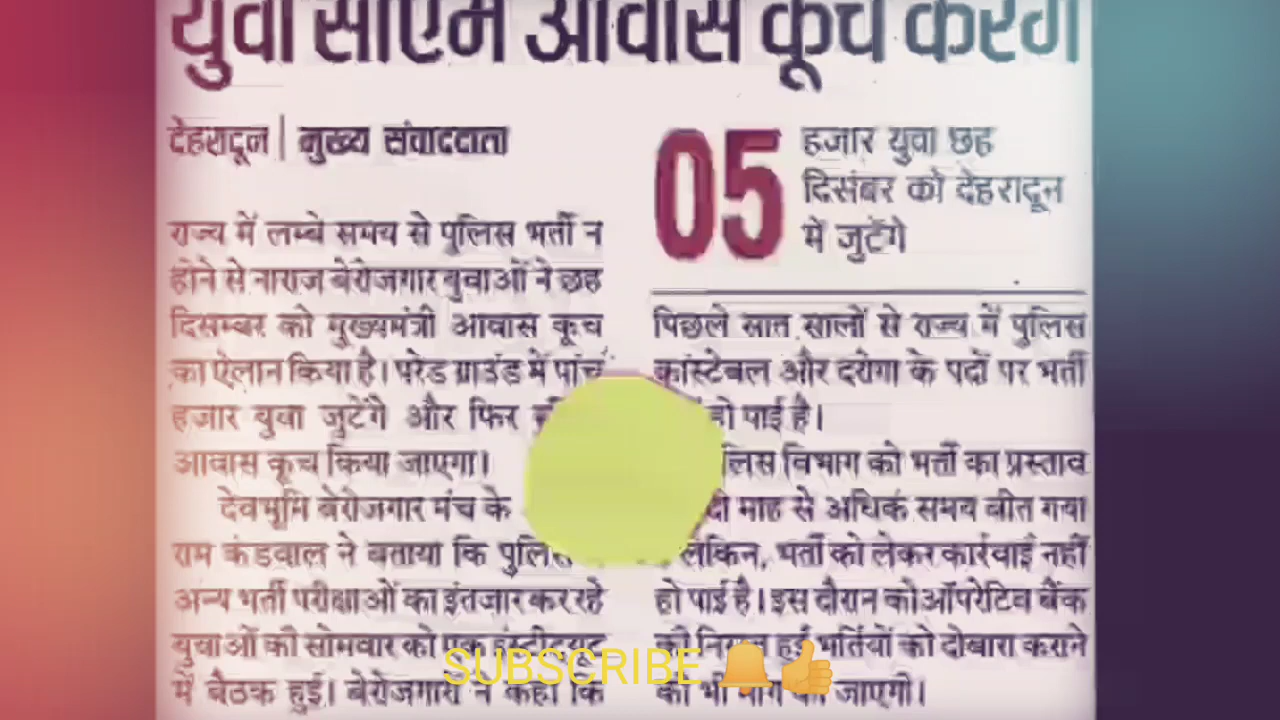 युवा सीएम आवास कूच करेंगे
देहरादून | मुख्य संवाददाता
राज्य में लम्बे समय से पुलिस भर्ती न
होने से नाराज बेरोजगार युवाओं ने छह
दिसम्बर को मुख्यमंत्री आवास कूच
का ऐलान किया है। परेड ग्राउंड में पांच
हजार युवा जुटेंगे और फिर
आवास कूच किया जाएगा।
देवभूमि बेरोजगार मंच के
राम कंडवाल ने बताया कि
अन्य भर्ती परीक्षाओं का इंतजार कर रहे
युवाओं की सोमवार को एक इंस्टीट्यूट
में बैठक हुई। बेरोजगारों ने कहा कि
05 हजार युवा छह
दिसंबर को देहरादून
में जुटेंगे
पिछले सात सालों से राज्य में पुलिस
कांस्टेबल और दरोगा के पदों पर भर्ती
हो पाई है।
विभाग को भर्ती का प्रस्ताव
माह से अधिक समय बीत गया
लेकिन, भर्ती को लेकर कार्रवाई नहीं
हो पाई है। इस दौरान कोऑपरेटिव बैंक
की निरस्त हुई भर्तियों को दोबारा कराने
की भी मांग की जाएगी।
SUBSCRIBE 🔔👍